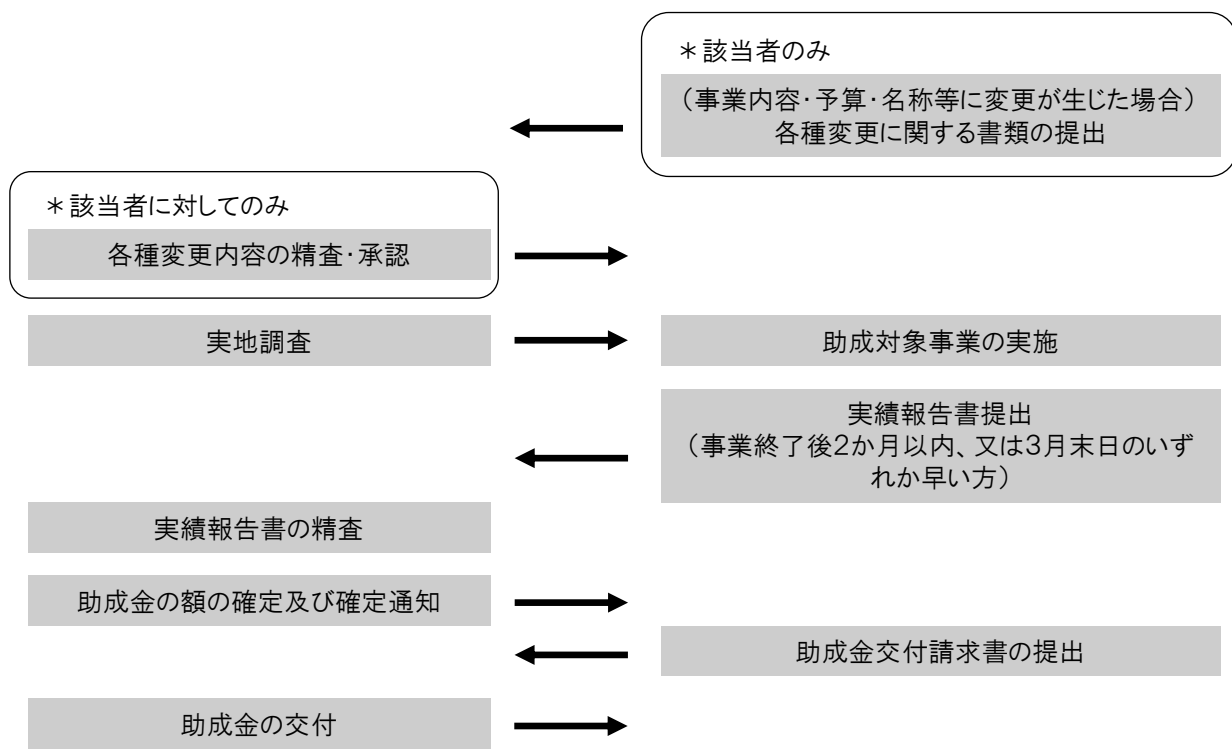 ＊該当者のみ
（事業内容･予算･名称等に変更が生じた場合）
各種変更に関する書類の提出
＊該当者に対してのみ
各種変更内容の精査･承認
実地調査
助成対象事業の実施
実績報告書提出
（事業終了後2か月以内、又は3月末日のいず
れか早い方）
実績報告書の精査
助成金の額の確定及び確定通知
助成金交付請求書の提出
助成金の交付